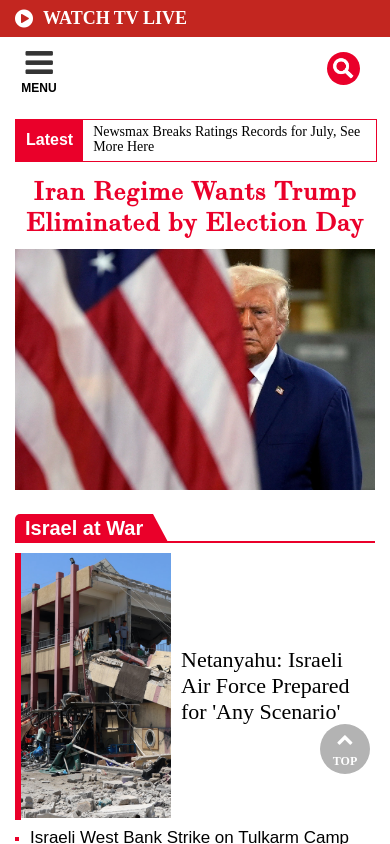 WATCH TV LIVE
MENU
Latest
Newsmax Breaks Ratings Records for July, See
More Here
Iran Regime Wants Trump
Eliminated by Election Day
Israel at War
Netanyahu: Israeli
Air Force Prepared
for 'Any Scenario'
TOP
Israeli West Bank Strike on Tulkarm Camp